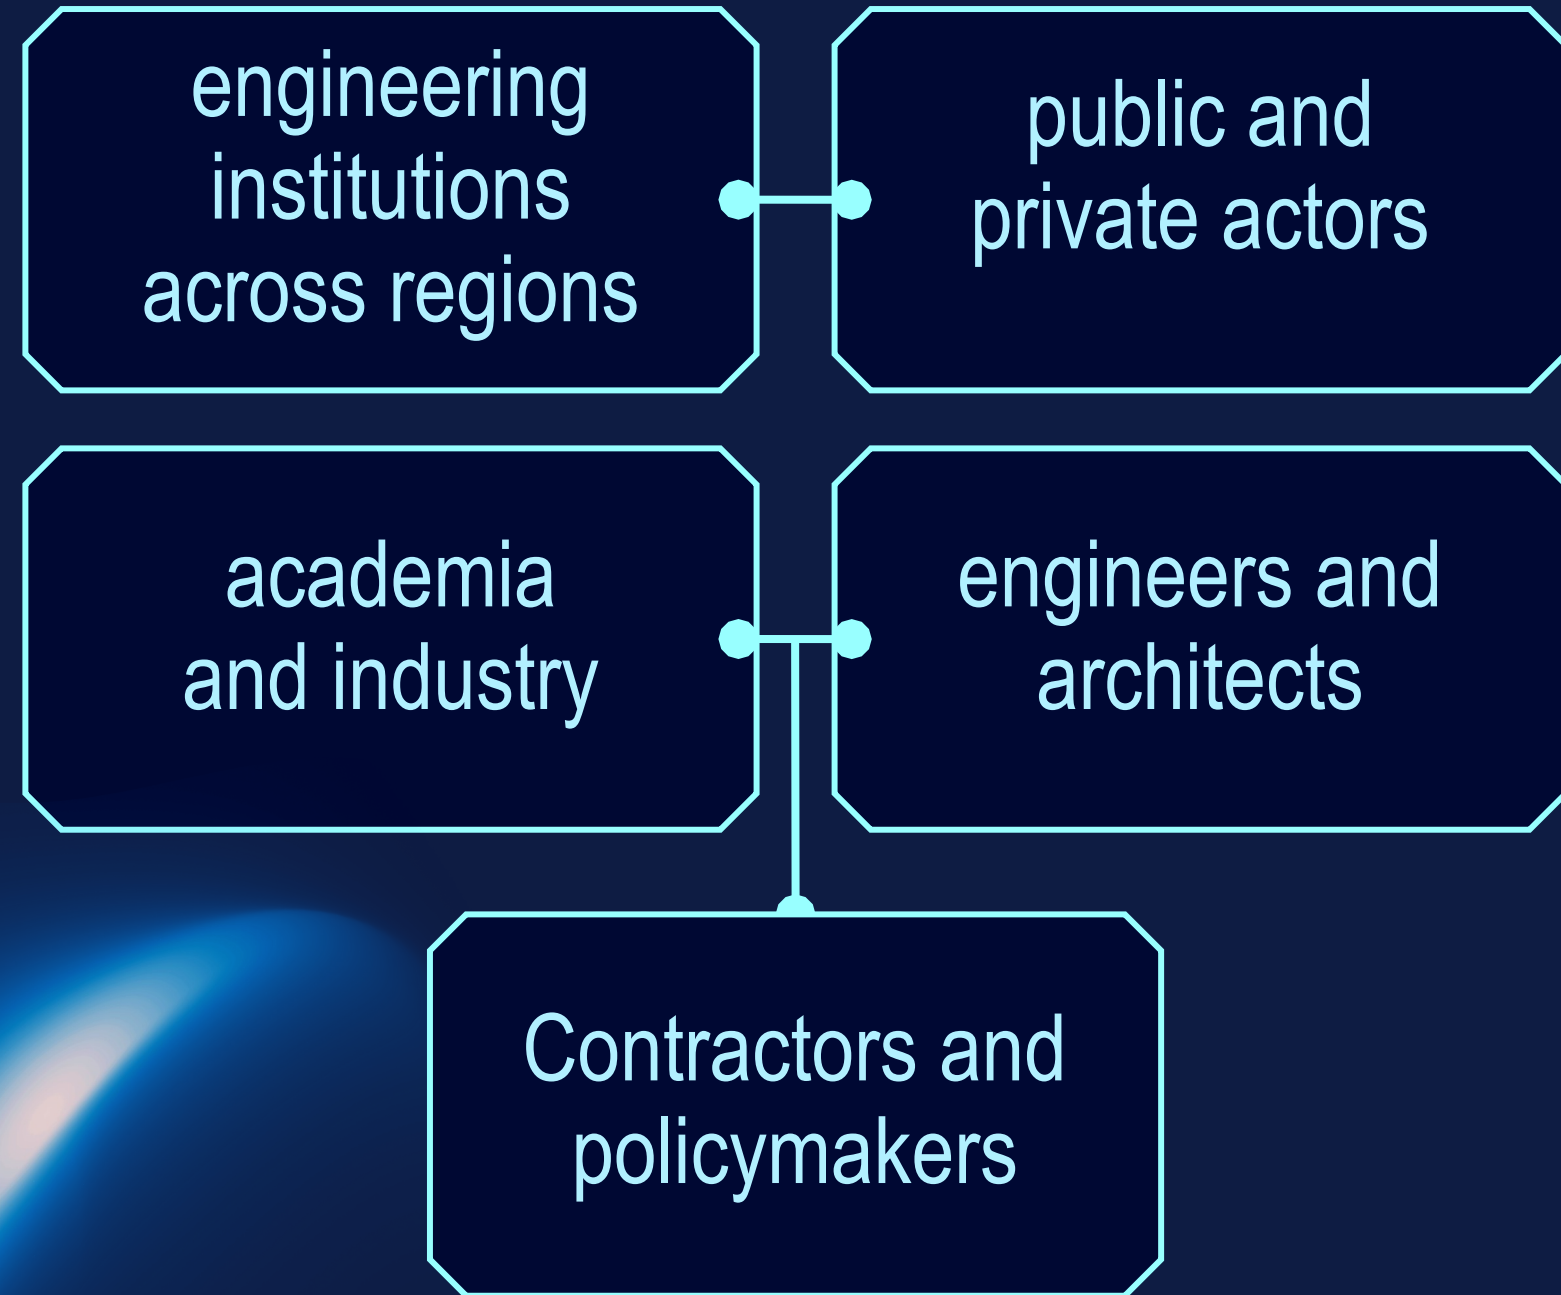 engineering
institutions
across regions
public and
private actors
academia
and industry
engineers and
architects
Contractors and
policymakers